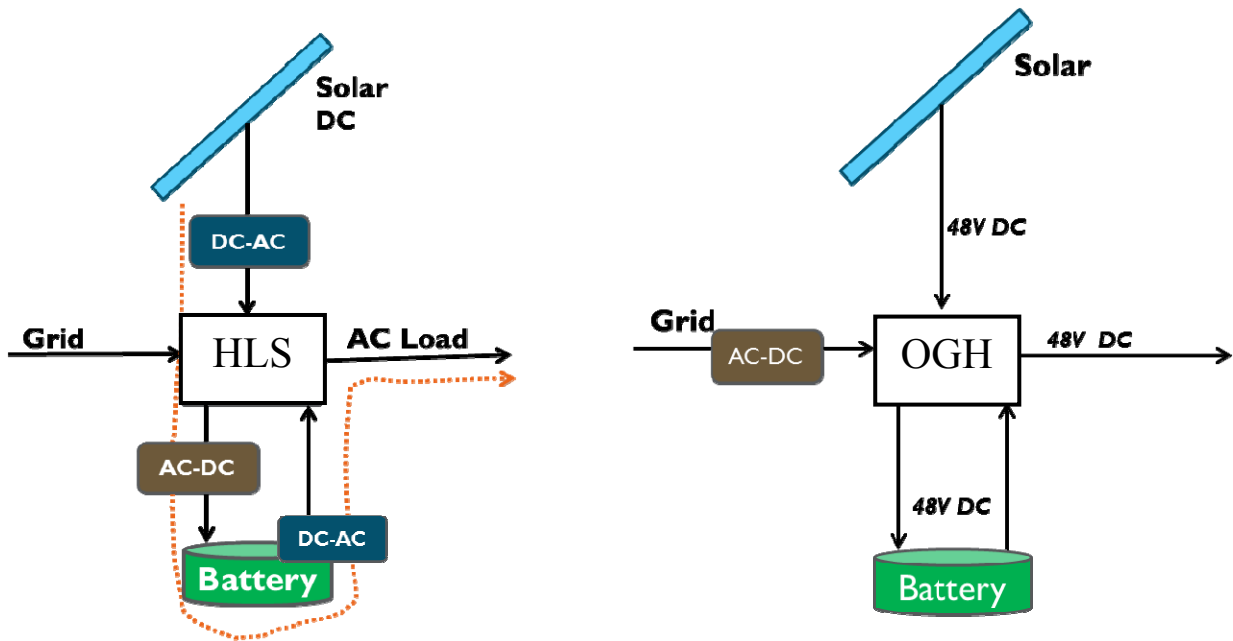 Solar
DC
DC-AC
Grid
HLS
AC Load
AC-DC
DC-AC
Battery
Solar
48V DC
Grid
AC-DC
OGH
48V DC
48V DC
Battery